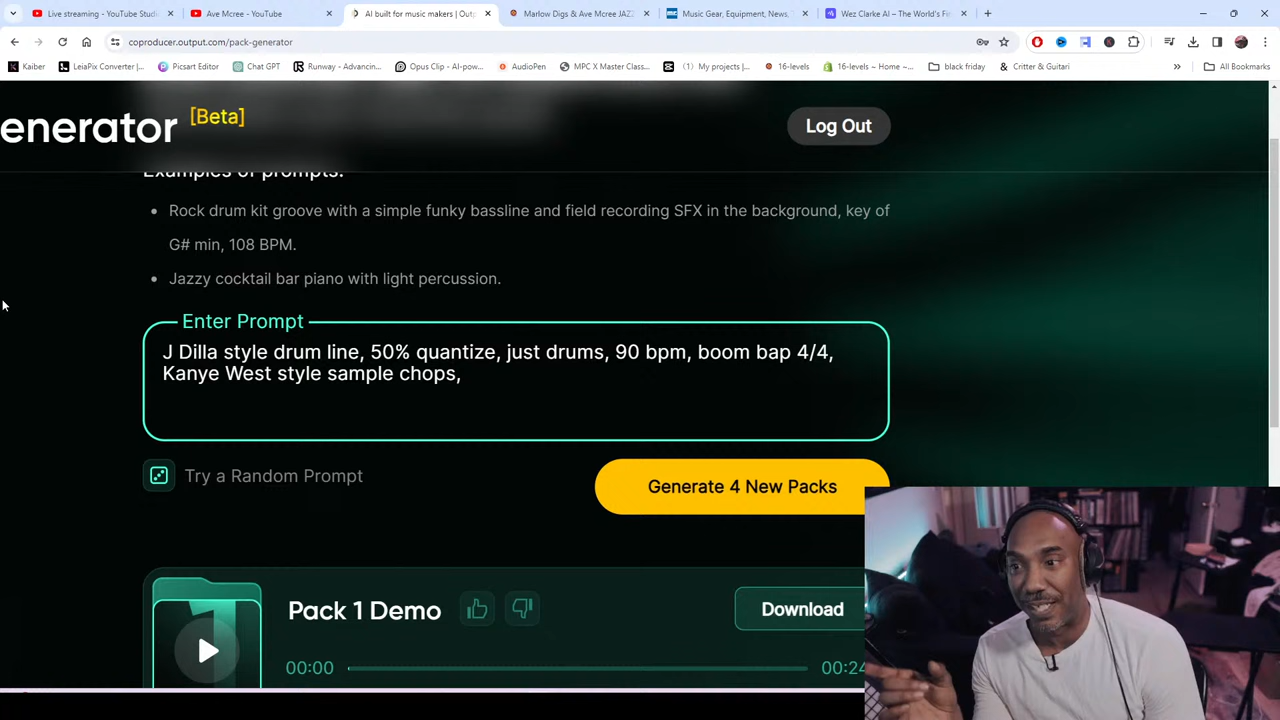 Live streaming - YouTube Studi
Ave Mcree - YouTube
AI built for music makers | Outp
Marlow Digs & Ave Mcree JAZZ
Music Gear, Equipment, News, T
Wez Clarke AI – The World's Fi
coproducer.output.com/pack-generator
Kaiber
LeiaPix Converter |...
Picsart Editor
Chat GPT
Runway - Advancin...
Opus Clip - AI-pow...
AudioPen
MPC X Master Class...
(1) My projects |...
16-levels
16-levels ~ Home ~...
black friday
Critter & Guitari
All Bookmarks
enerator [Beta]
Log Out
Examples of prompts:
Rock drum kit groove with a simple funky bassline and field recording SFX in the background, key of
G# min, 108 BPM.
Jazzy cocktail bar piano with light percussion.
Enter Prompt
J Dilla style drum line, 50% quantize, just drums, 90 bpm, boom bap 4/4,
Kanye West style sample chops,
Try a Random Prompt
Generate 4 New Packs
1
Pack 1 Demo
Download
00:00
00:24